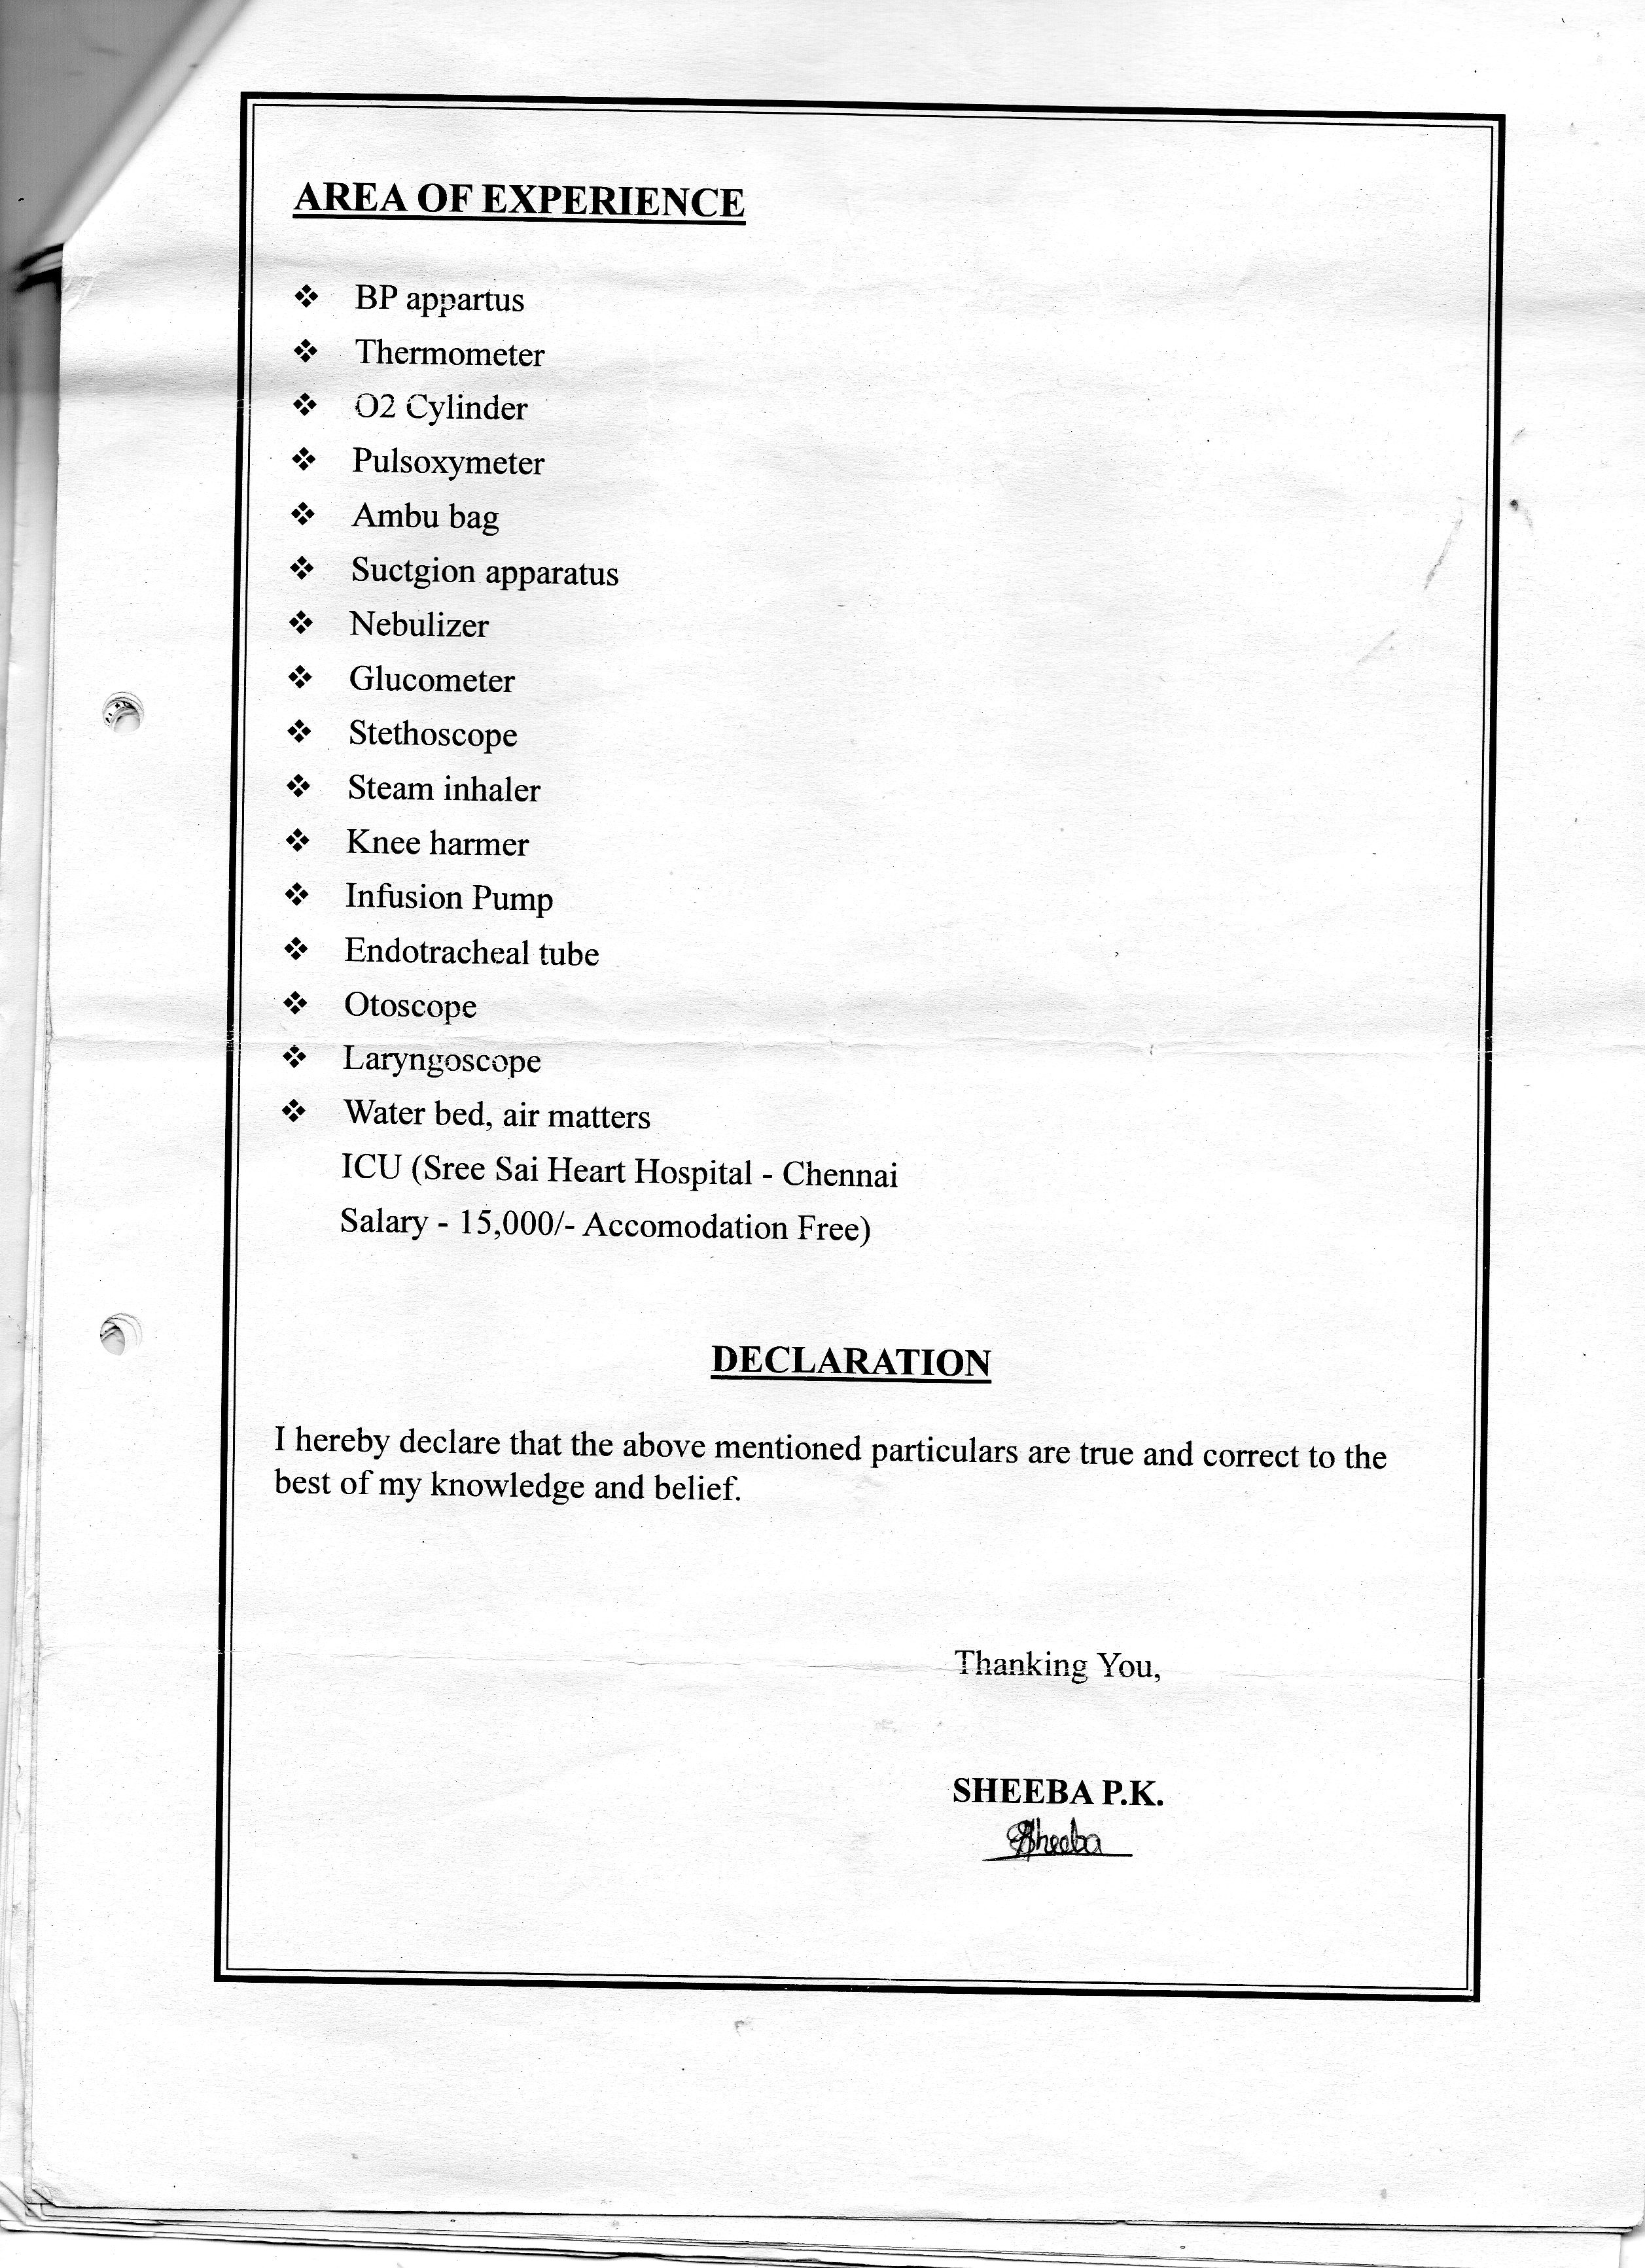 AREA OF EXPERIENCE
❖ BP appartus
❖ Thermometer
❖ O2 Cylinder
❖ Pulsoxymeter
❖ Ambu bag
❖ Suctgion apparatus
❖ Nebulizer
❖ Glucometer
❖ Stethoscope
❖ Steam inhaler
❖ Knee harmer
❖ Infusion Pump
❖ Endotracheal tube
❖ Otoscope
❖ Laryngoscope
❖ Water bed, air matters
ICU (Sree Sai Heart Hospital - Chennai
Salary - 15,000/- Accomodation Free)
DECLARATION
I hereby declare that the above mentioned particulars are true and correct to the
best of my knowledge and belief.
Thanking You,
SHEEBA P.K.
Sheeba